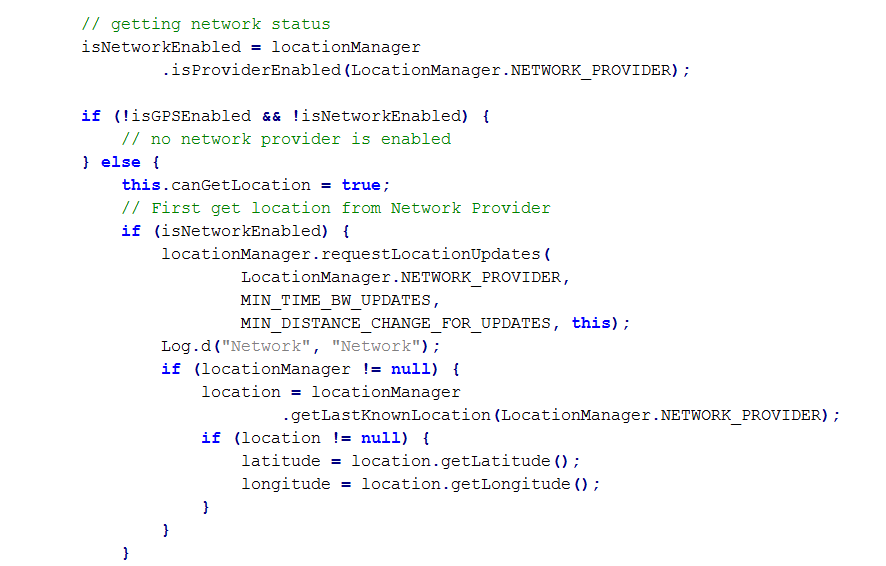 // getting network status
isNetworkEnabled = locationManager
.isProviderEnabled(LocationManager.NETWORK_PROVIDER);
if (!isGPSEnabled && !isNetworkEnabled) {
// no network provider is enabled
} else {
this.canGetLocation = true;
// First get location from Network Provider
if (isNetworkEnabled) {
locationManager.requestLocationUpdates(
LocationManager.NETWORK_PROVIDER,
MIN_TIME_BW_UPDATES,
MIN_DISTANCE_CHANGE_FOR_UPDATES, this);
Log.d("Network", "Network");
if (locationManager != null) {
location = locationManager
.getLastKnownLocation(LocationManager.NETWORK_PROVIDER);
if (location != null) {
latitude = location.getLatitude();
longitude = location.getLongitude();
}
}
}